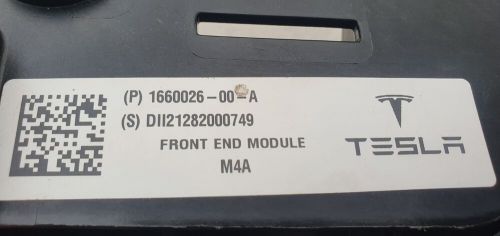 (P) 1660026-00-A
(S) DII21282000749
FRONT END MODULE
M4A
TESLA